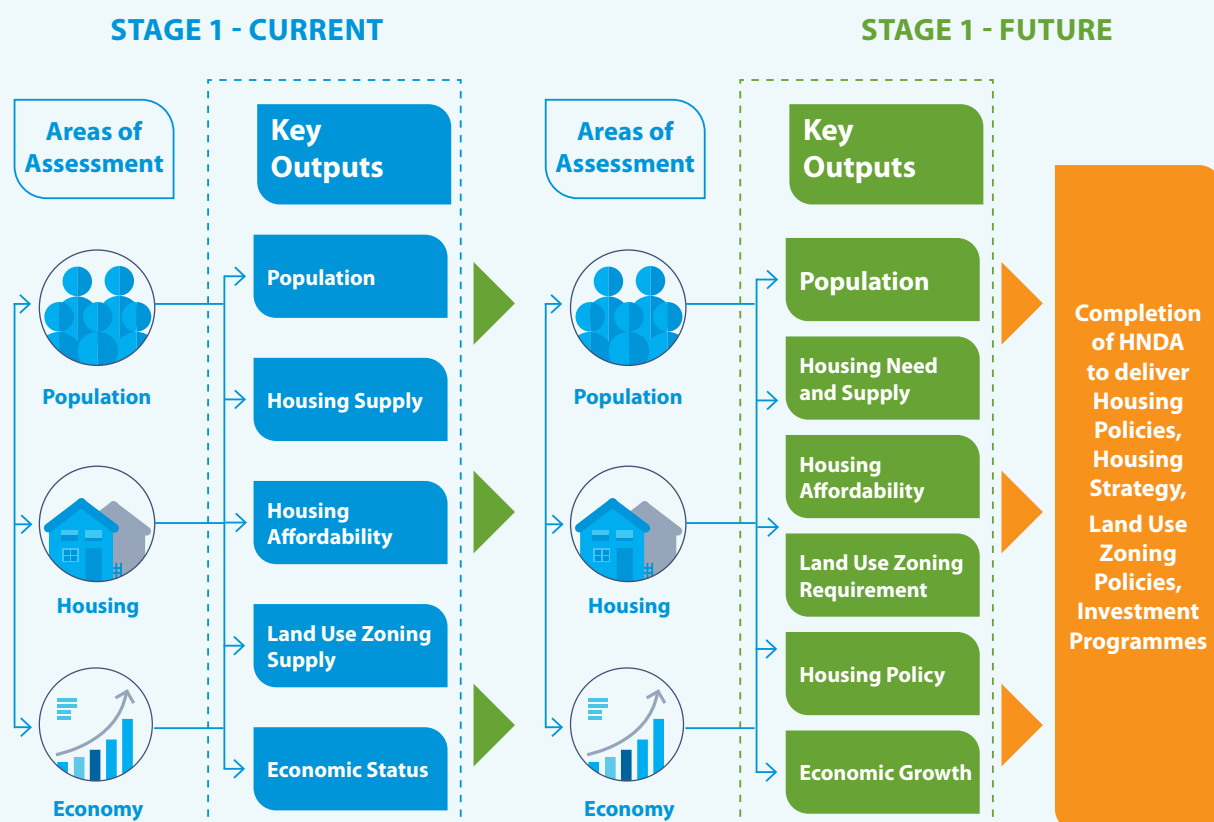 STAGE 1 - CURRENT
Areas of
Assessment
Key
Outputs
Population
Housing
Economy
Population
Housing Supply
Housing
Affordability
Land Use Zoning
Supply
Economic Status
STAGE 1 - FUTURE
Areas of
Assessment
Key
Outputs
Population
Housing
Economy
Population
Housing Need
and Supply
Housing
Affordability
Land Use Zoning
Requirement
Housing Policy
Economic Growth
Completion
of HNDA
to deliver
Housing
Policies,
Housing
Strategy,
Land Use
Zoning
Policies,
Investment
Programmes